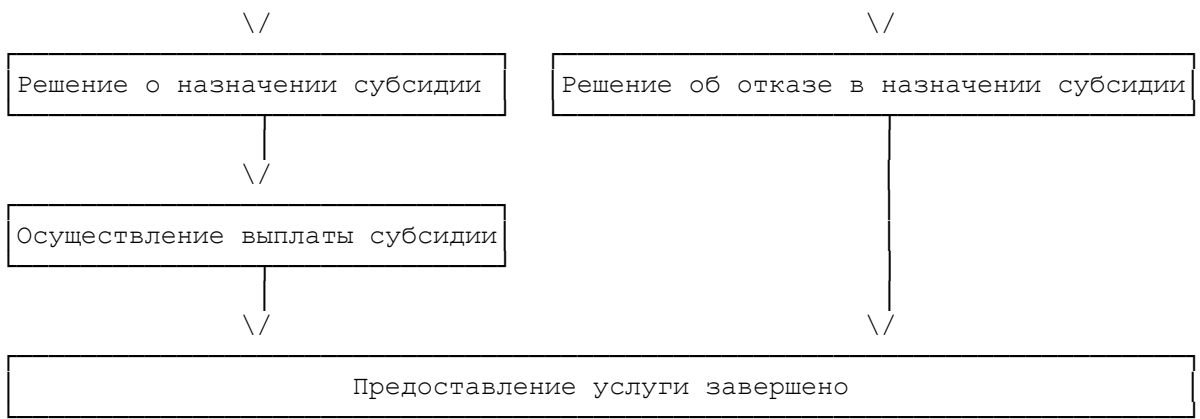 Решение о назначении субсидии
Решение об отказе в назначении субсидии
Осуществление выплаты субсидии
Предоставление услуги завершено